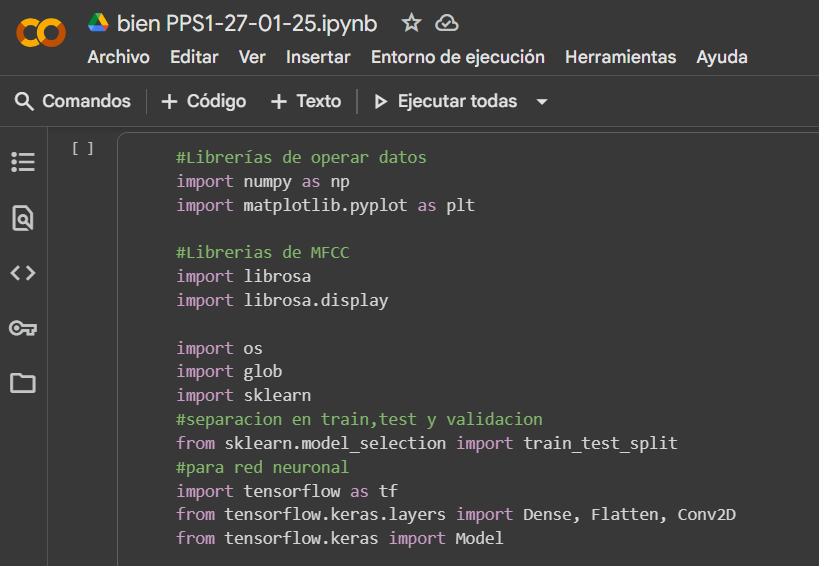 bien PPS1-27-01-25.ipynb
Archivo Editar Ver Insertar Entorno de ejecución Herramientas Ayuda
Comandos + Código + Texto Ejecutar todas
[ ]
#Librerías de operar datos
import numpy as np
import matplotlib.pyplot as plt
#Librerias de MFCC
import librosa
import librosa.display
import os
import glob
import sklearn
#separacion en train,test y validacion
from sklearn.model_selection import train_test_split
#para red neuronal
import tensorflow as tf
from tensorflow.keras.layers import Dense, Flatten, Conv2D
from tensorflow.keras import Model